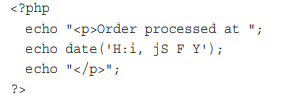 <?php
echo "<p>Order processed at ";
echo date('H:i, jS F Y');
echo "</p>";
?>